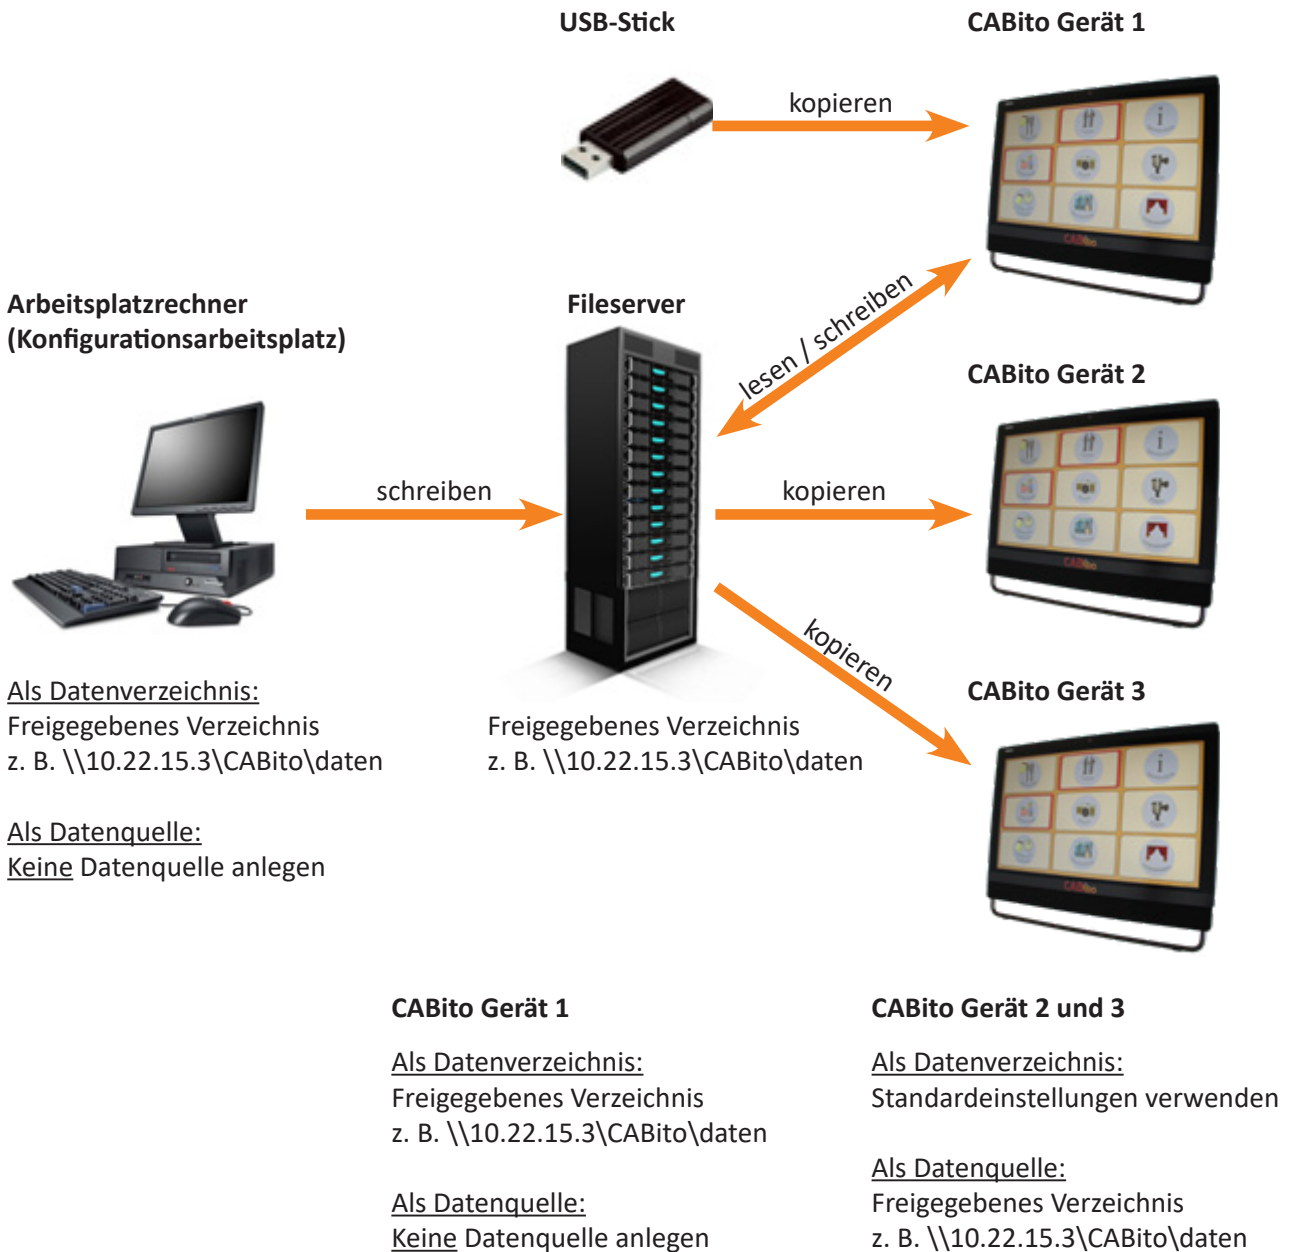 USB-Stick
CABito Gerät 1
kopieren
Arbeitsplatzrechner
(Konfigurationsarbeitsplatz)
Fileserver
lesen / schreiben
CABito Gerät 2
schreiben
kopieren
kopieren
CABito Gerät 3
Als Datenverzeichnis:
Freigegebenes Verzeichnis
z. B. \\10.22.15.3\CABito\daten
Als Datenquelle:
Keine Datenquelle anlegen
Freigegebenes Verzeichnis
z. B. \\10.22.15.3\CABito\daten
CABito Gerät 1
Als Datenverzeichnis:
Freigegebenes Verzeichnis
z. B. \\10.22.15.3\CABito\daten
Als Datenquelle:
Keine Datenquelle anlegen
CABito Gerät 2 und 3
Als Datenverzeichnis:
Standardeinstellungen verwenden
Als Datenquelle:
Freigegebenes Verzeichnis
z. B. \\10.22.15.3\CABito\daten
CABito
CABito
CABito